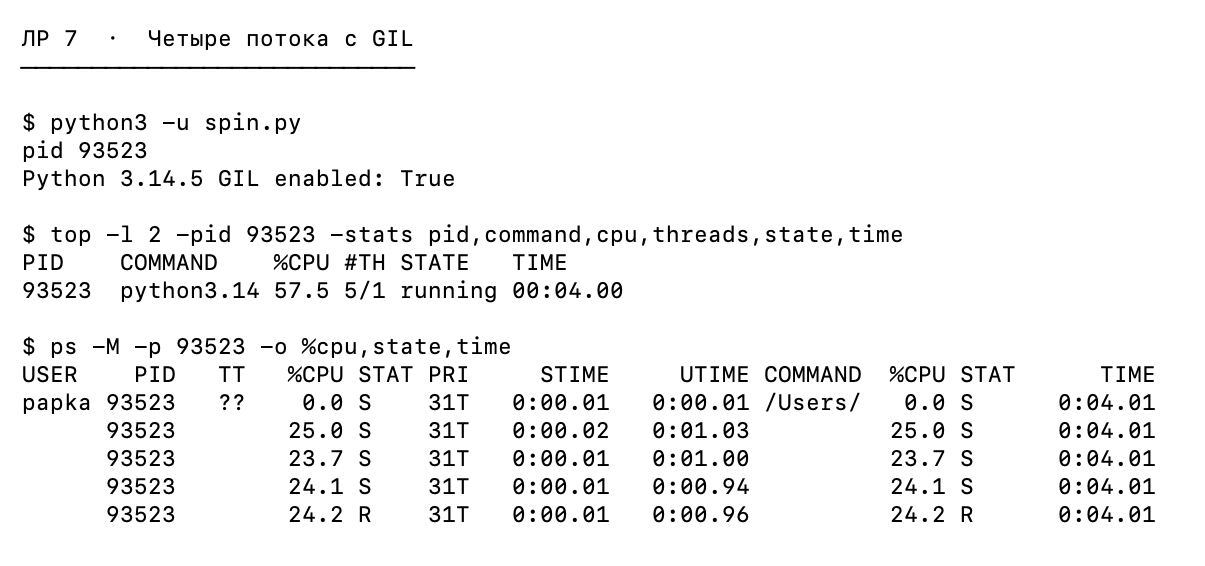 ЛР 7 · Четыре потока с GIL
$ python3 -u spin.py
pid 93523
Python 3.14.5 GIL enabled: True
$ top -l 2 -pid 93523 -stats pid,command,cpu,threads,state,time
PID    COMMAND    %CPU #TH STATE   TIME
93523  python3.14 57.5 5/1 running 00:04.00
$ ps -M -p 93523 -o %cpu,state,time
USER    PID   TT   %CPU STAT PRI     STIME     UTIME COMMAND  %CPU STAT      TIME
papka 93523   ??    0.0 S    31T   0:00.01   0:00.01 /Users/   0.0 S      0:04.01
      93523        25.0 S    31T   0:00.02   0:01.03          25.0 S      0:04.01
      93523        23.7 S    31T   0:00.01   0:01.00          23.7 S      0:04.01
      93523        24.1 S    31T   0:00.01   0:00.94          24.1 S      0:04.01
      93523        24.2 R    31T   0:00.01   0:00.96          24.2 R      0:04.01